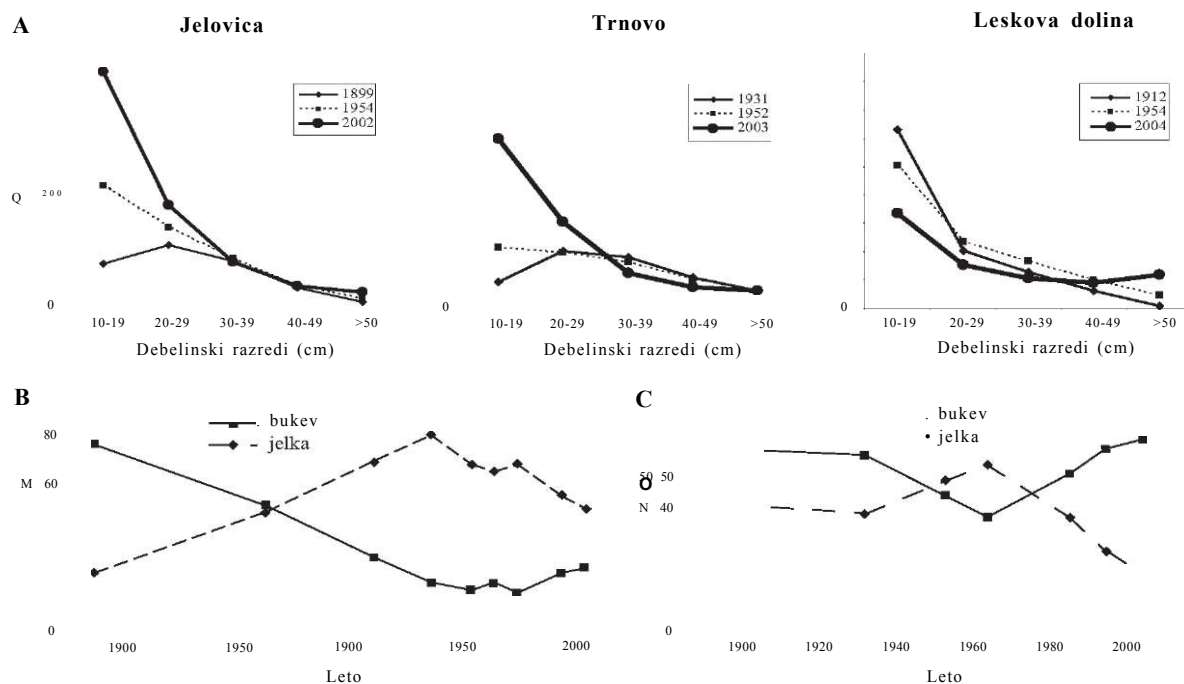 A
Jelovica
Trnovo
Leskova dolina
1899
1954
2002
1931
1952
2003
1912
1954
2004
Q 200
0
0
0
10-19 20-29 30-39 40-49 >50
10-19 20-29 30-39 40-49 >50
10-19 20-29 30-39 40-49 >50
Debelinski razredi (cm)
Debelinski razredi (cm)
Debelinski razredi (cm)
B
bukev
jelka
80
M 60
0
1900 1950 1900 1950 2000
Leto
C
. bukev
• jelka
50 50
O
N 40
0
1900 1920 1940 1960 1980 2000
Leto